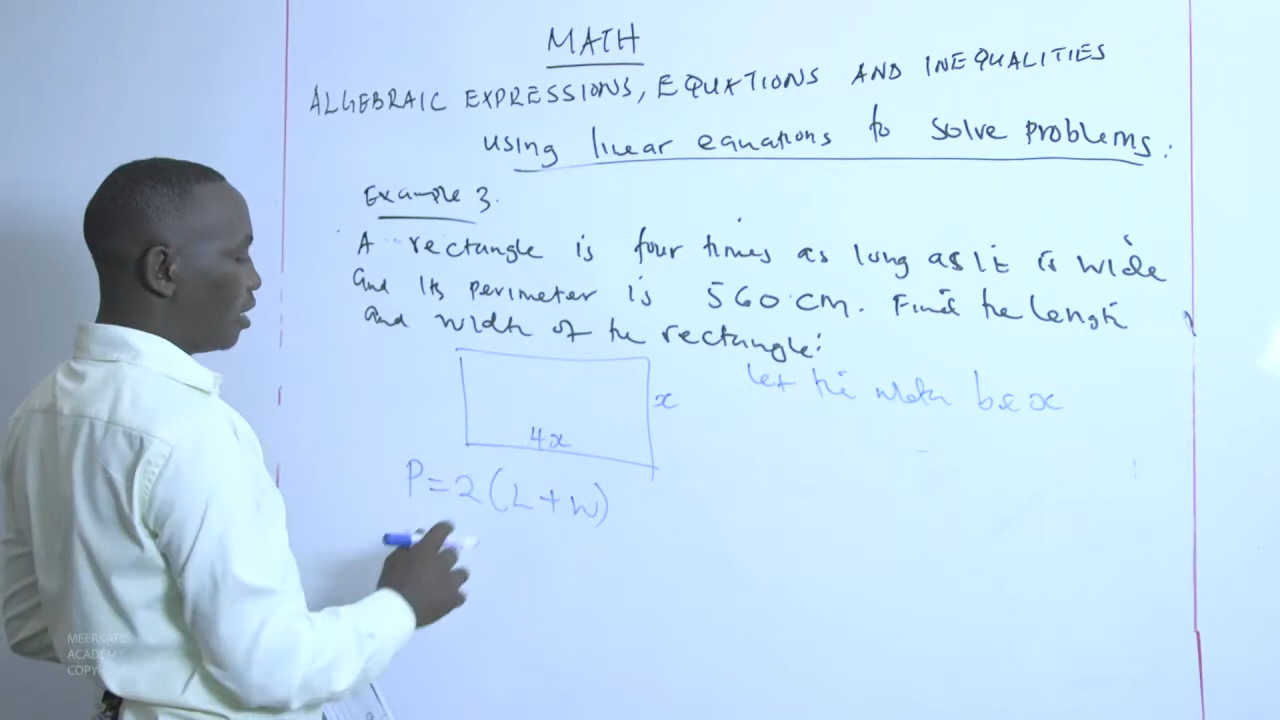 MATH
ALGEBRAIC EXPRESSIONS, EQUATIONS AND INEQUALITIES
using linear equations to solve problems.
Example 3.
A rectangle is four times as long as it is wide
and its perimeter is 560 cm. Find the length
and width of the rectangle.
let the width be x
x
4x
P=2(L+W)
MEERKATS
ACADEMY